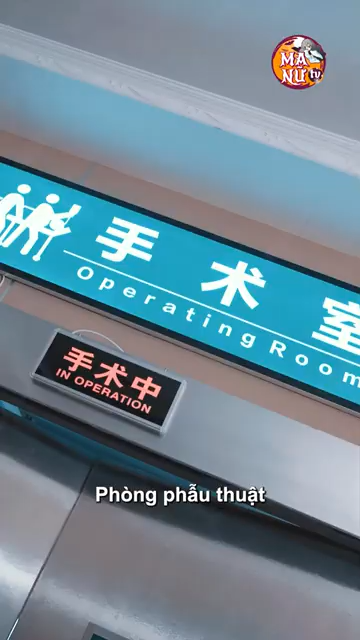 MA
NỮ tv
手术室
Operating Room
手术中
IN OPERATION
Phòng phẫu thuật